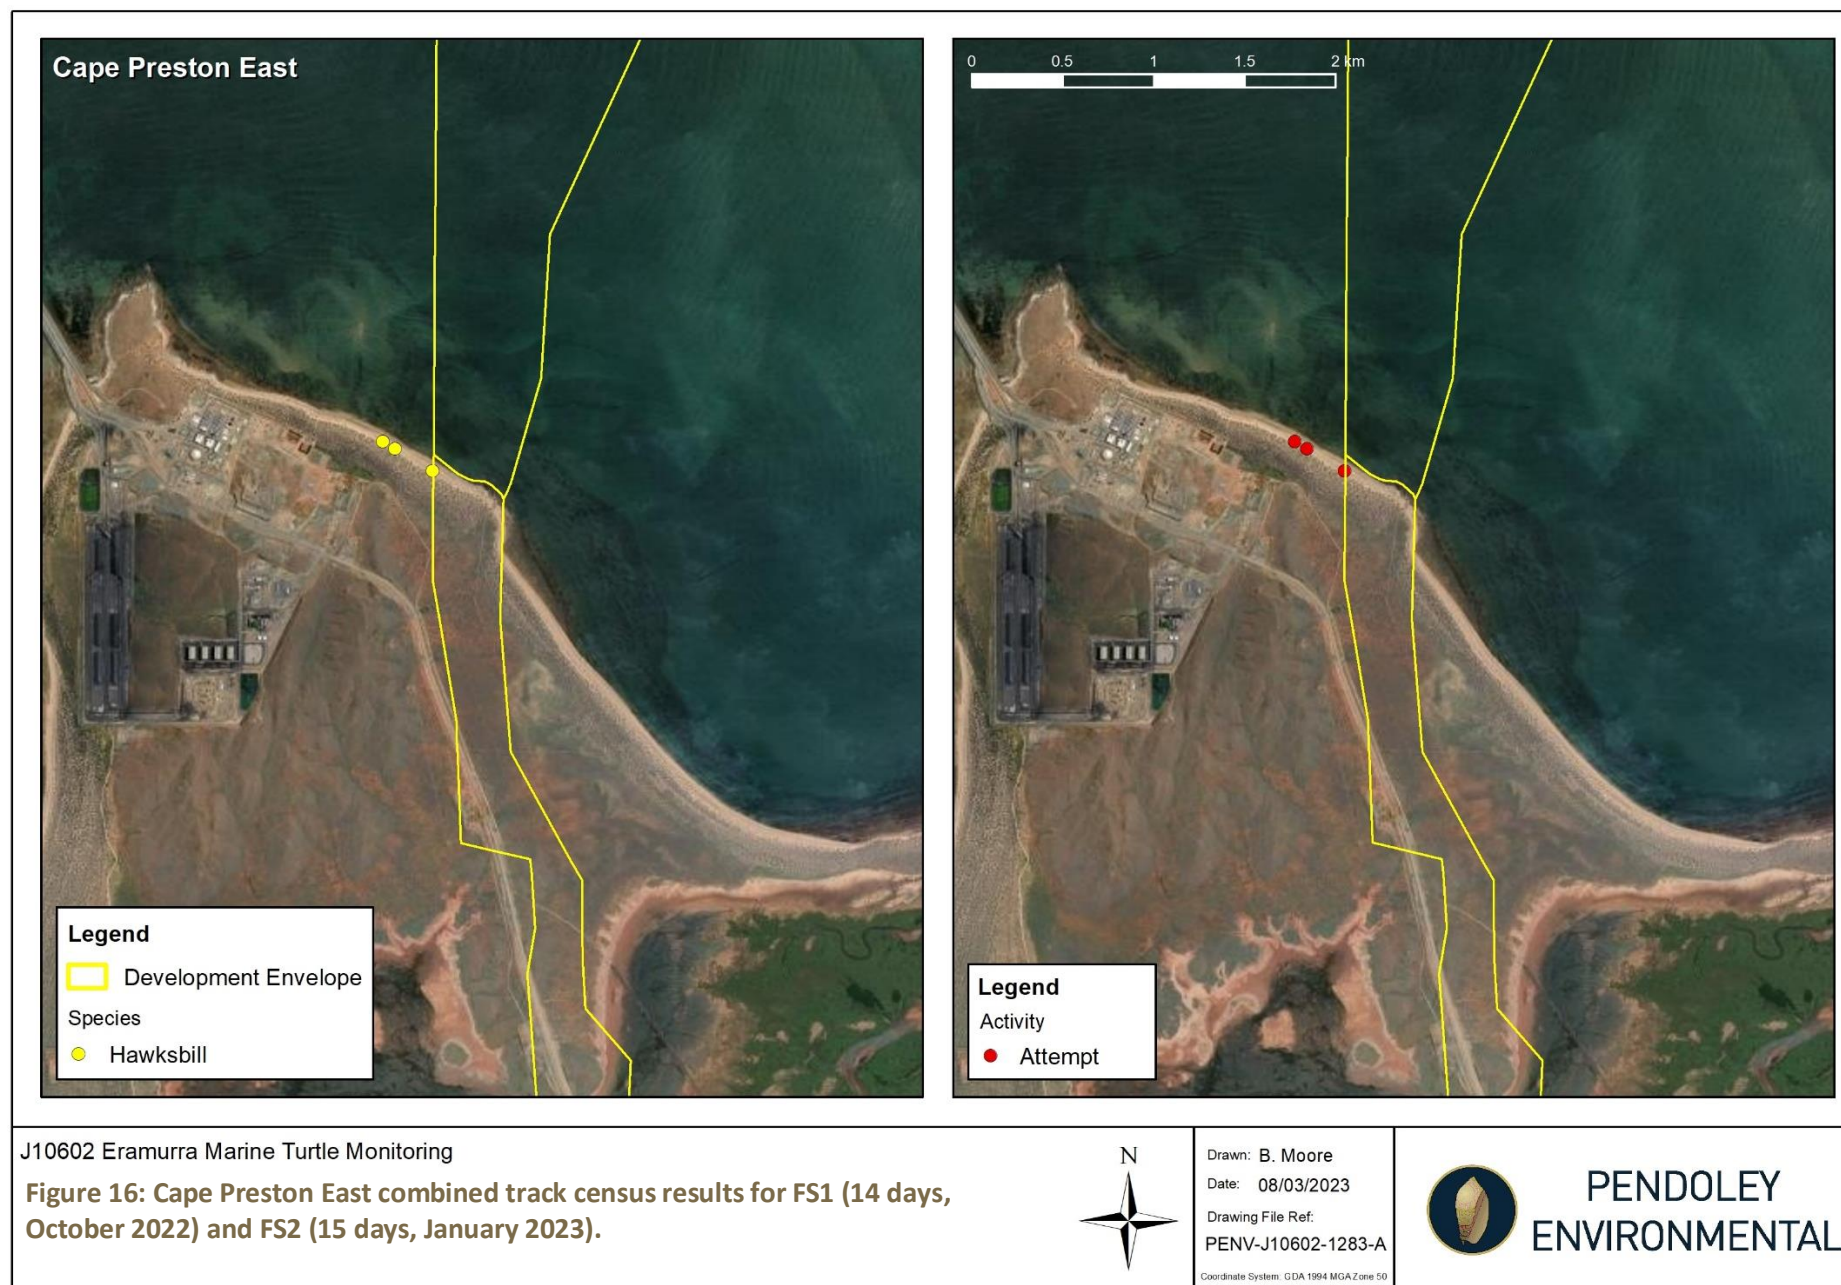 Cape Preston East
Legend
Development Envelope
Species
Hawksbill
0 0.5 1 1.5 2 km
Legend
Activity
Attempt
J10602 Eramurra Marine Turtle Monitoring
Figure 16: Cape Preston East combined track census results for FS1 (14 days,
October 2022) and FS2 (15 days, January 2023).
N
Drawn: B. Moore
Date: 08/03/2023
Drawing File Ref:
PENV-J10602-1283-A
Coordinate System: GDA 1994 MGA Zone 50
PENDOLEY
ENVIRONMENTAL